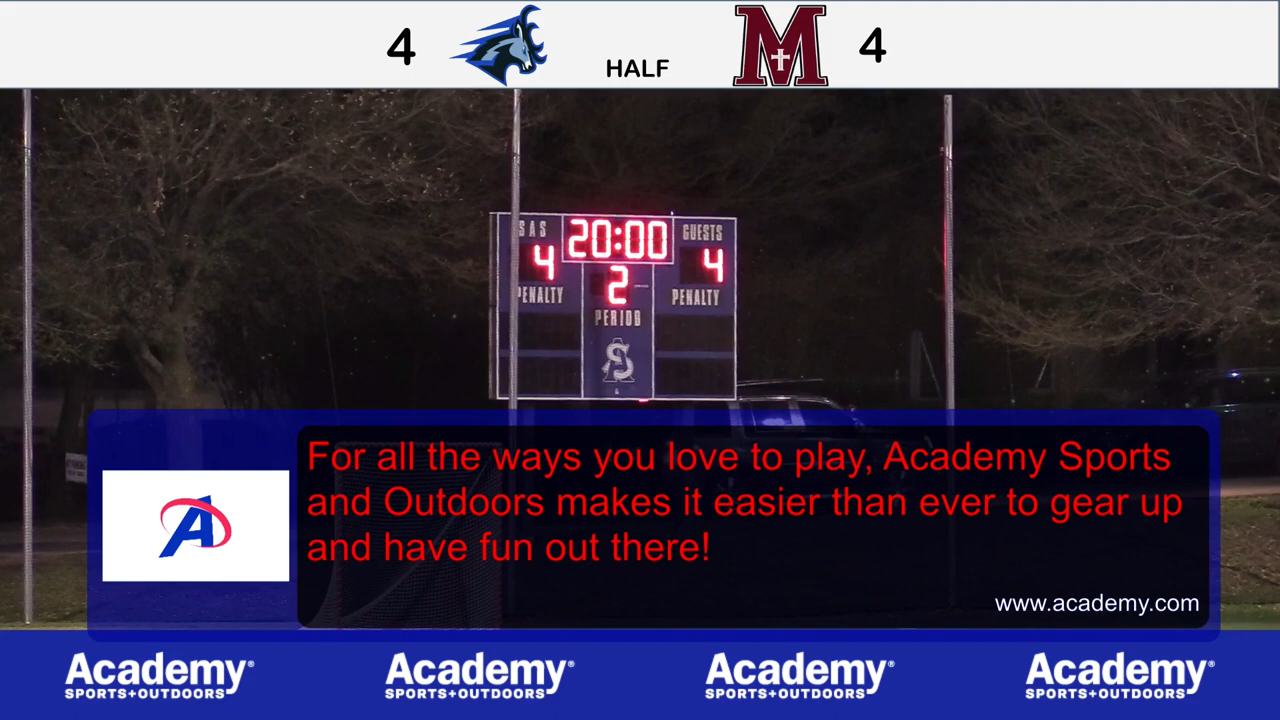 4 HALF M 4
SAS 20:00 GUESTS
4 2 4
PENALTY PENALTY
PERIOD
SA
For all the ways you love to play, Academy Sports
and Outdoors makes it easier than ever to gear up
and have fun out there!
www.academy.com
Academy® Academy® Academy® Academy®
SPORTS+OUTDOORS SPORTS+OUTDOORS SPORTS+OUTDOORS SPORTS+OUTDOORS